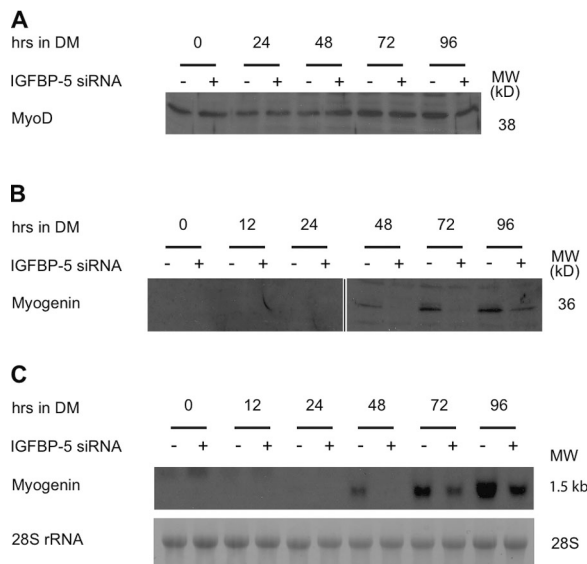 A
hrs in DM 0 24 48 72 96
IGFBP-5 siRNA - + - + - + - + - + MW
(kD)
MyoD 38
B
hrs in DM 0 12 24 48 72 96
IGFBP-5 siRNA - + - + - + - + - + - + MW
(kD)
Myogenin 36
C
hrs in DM 0 12 24 48 72 96
IGFBP-5 siRNA - + - + - + - + - + - + MW
Myogenin 1.5 kb
28S rRNA 28S